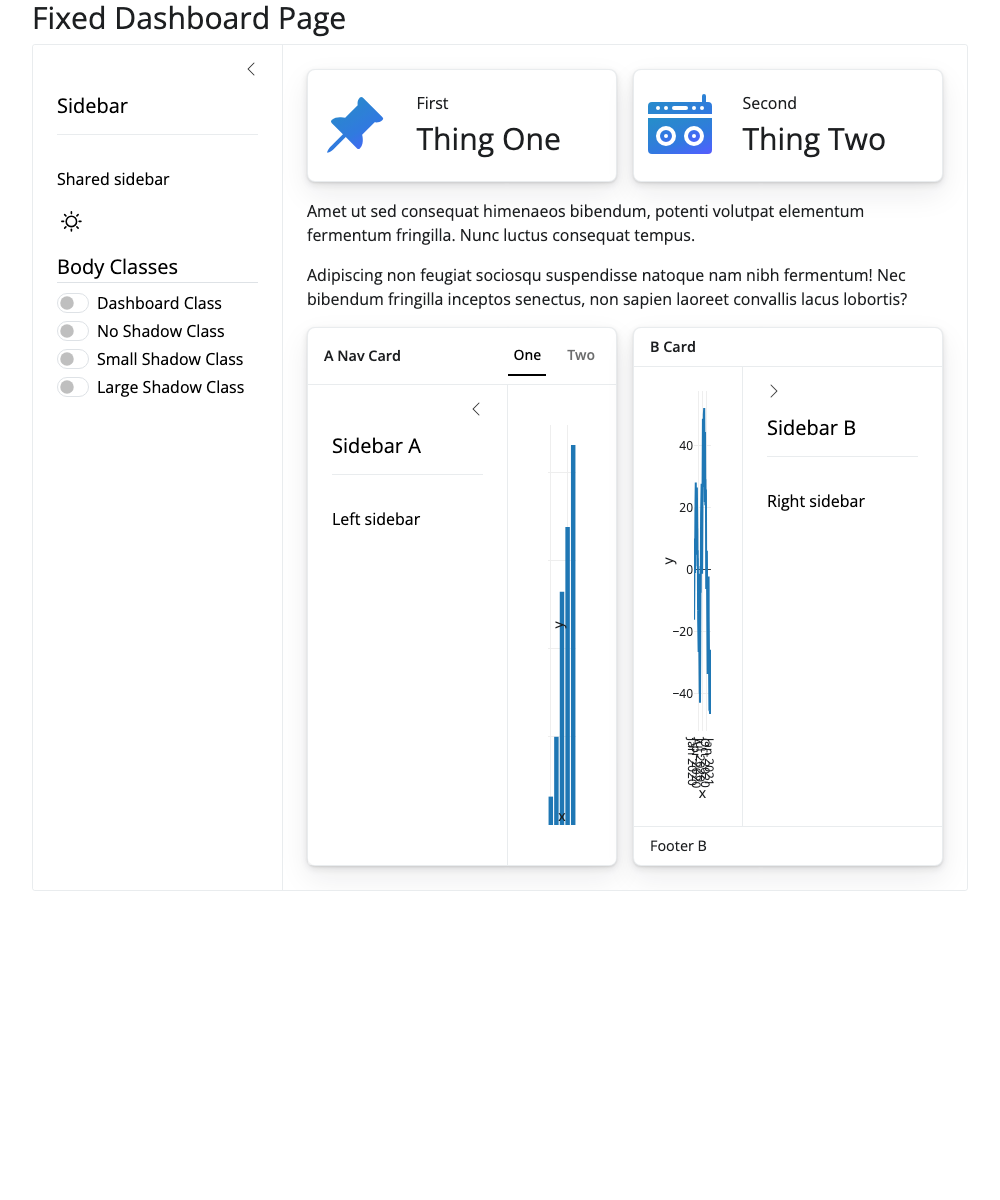 Fixed Dashboard Page
Sidebar
Shared sidebar
Body Classes
Dashboard Class
No Shadow Class
Small Shadow Class
Large Shadow Class
First
Thing One
Second
Thing Two
Amet ut sed consequat himenaeos bibendum, potenti volutpat elementum
fermentum fringilla. Nunc luctus consequat tempus.
Adipiscing non feugiat sociosqu suspendisse natoque nam nibh fermentum! Nec
bibendum fringilla inceptos senectus, non sapien laoreet convallis lacus lobortis?
A Nav Card
One
Two
Sidebar A
Left sidebar
y
x
B Card
40
20
0
−20
−40
y
Jan 2020
Jan 2021
x
Sidebar B
Right sidebar
Footer B